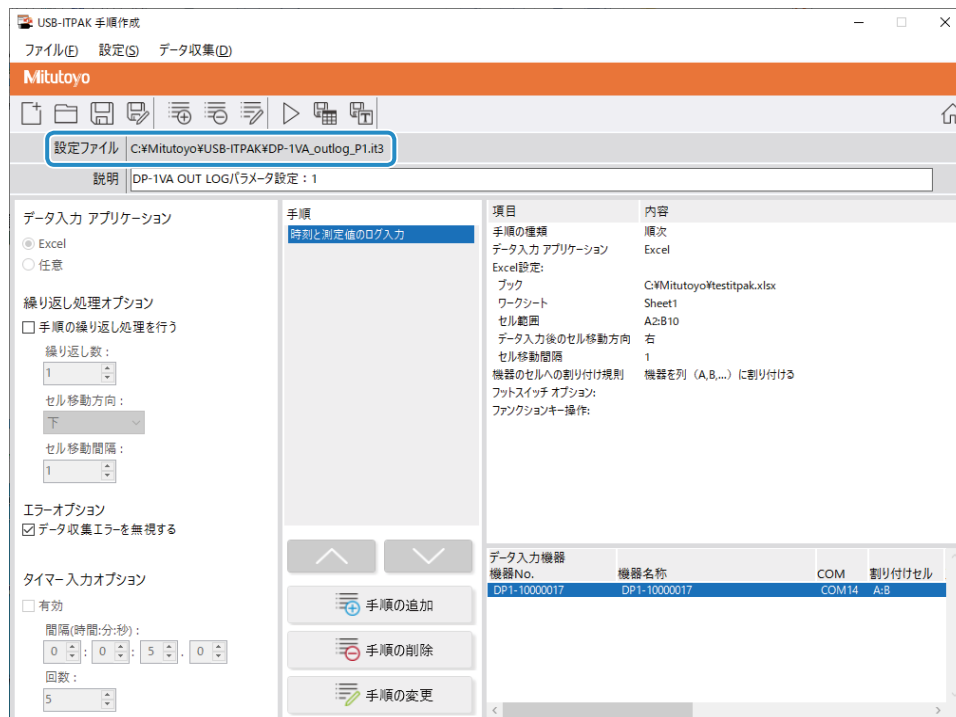 USB-ITPAK 手順作成
ファイル(F) 設定(S) データ収集(D)
Mitutoyo
設定ファイル C:¥Mitutoyo¥USB-ITPAK¥DP-1VA_outlog_P1.it3
説明 DP-1VA OUT LOGパラメータ設定：1
データ入力 アプリケーション
Excel
任意
繰り返し処理オプション
手順の繰り返し処理を行う
繰り返し数：
1
セル移動方向：
下
セル移動間隔：
1
エラーオプション
データ収集エラーを無視する
タイマー入力オプション
有効
間隔(時間:分:秒)：
0 : 0 : 5 . 0
回数：
5
手順
時刻と測定値のログ入力
手順の追加
手順の削除
手順の変更
項目 内容
手順の種類 順次
データ入力 アプリケーション Excel
Excel設定:
ブック C:¥Mitutoyo¥testitpak.xlsx
ワークシート Sheet1
セル範囲 A2:B10
データ入力後のセル移動方向 右
セル移動間隔 1
機器のセルへの割り付け規則 機器を列（A,B,...）に割り付ける
フットスイッチ オプション:
ファンクションキー操作:
データ入力機器
機器No. 機器名称 COM 割り付けセル
DP1-10000017 DP1-10000017 COM14 A:B